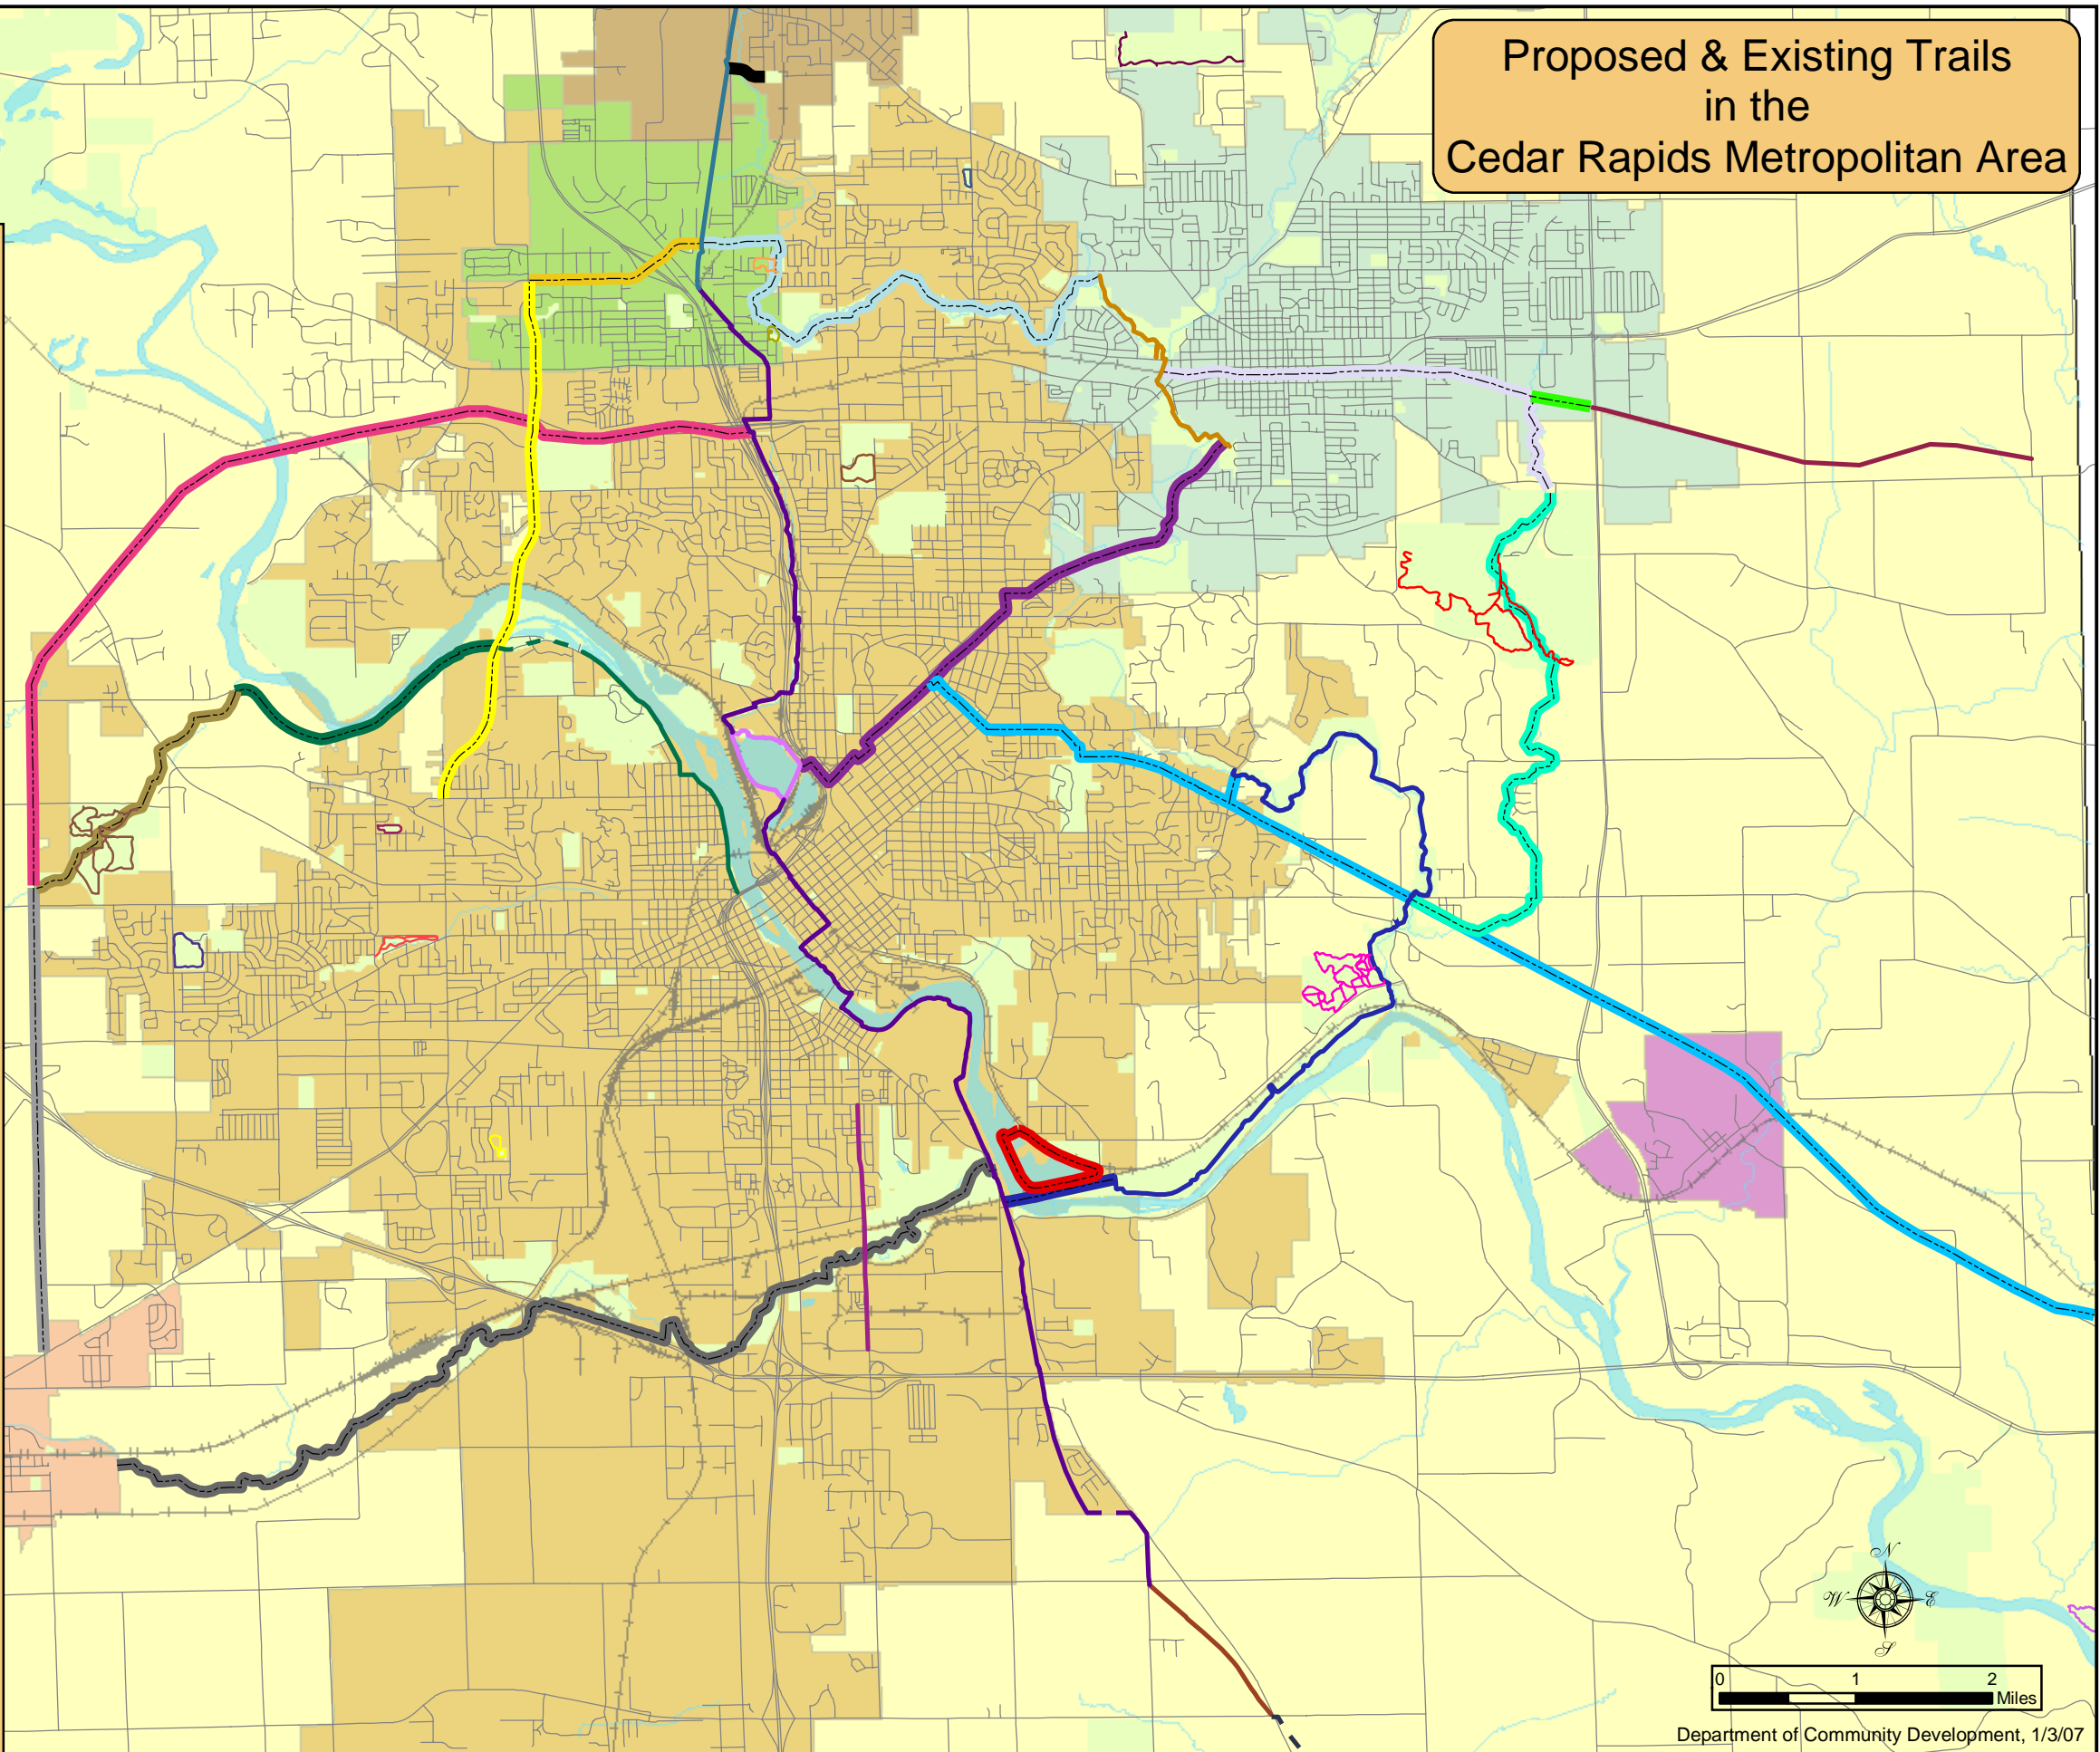 Proposed & Existing Trails
in the
Cedar Rapids Metropolitan Area
N
W E
S
0 1 2
Miles
Department of Community Development, 1/3/07